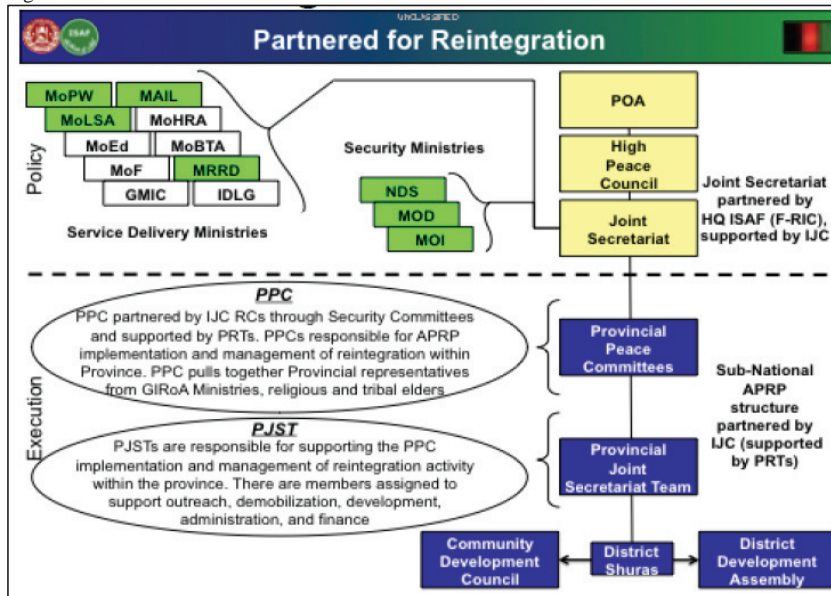 UNCLASSIFIED
ISAF
Partnered for Reintegration
Policy
MoPW
MAIL
MoLSA
MoHRA
MoEd
MoBTA
MoF
MRRD
GMIC
IDLG
Service Delivery Ministries
Security Ministries
NDS
MOD
MOI
POA
High
Peace
Council
Joint
Secretariat
Joint Secretariat
partnered by
HQ ISAF (F-RIC),
supported by IJC
Execution
PPC
PPC partnered by IJC RCs through Security Committees
and supported by PRTs. PPCs responsible for APRP
implementation and management of reintegration within
Province. PPC pulls together Provincial representatives
from GIRoA Ministries, religious and tribal elders
PJST
PJSTs are responsible for supporting the PPC
implementation and management of reintegration activity
within the province. There are members assigned to
support outreach, demobilization, development,
administration, and finance
Provincial
Peace
Committees
Provincial
Joint
Secretariat Team
Sub-National
APRP
structure
partnered by
IJC (supported
by PRTs)
Community
Development
Council
District
Shuras
District
Development
Assembly